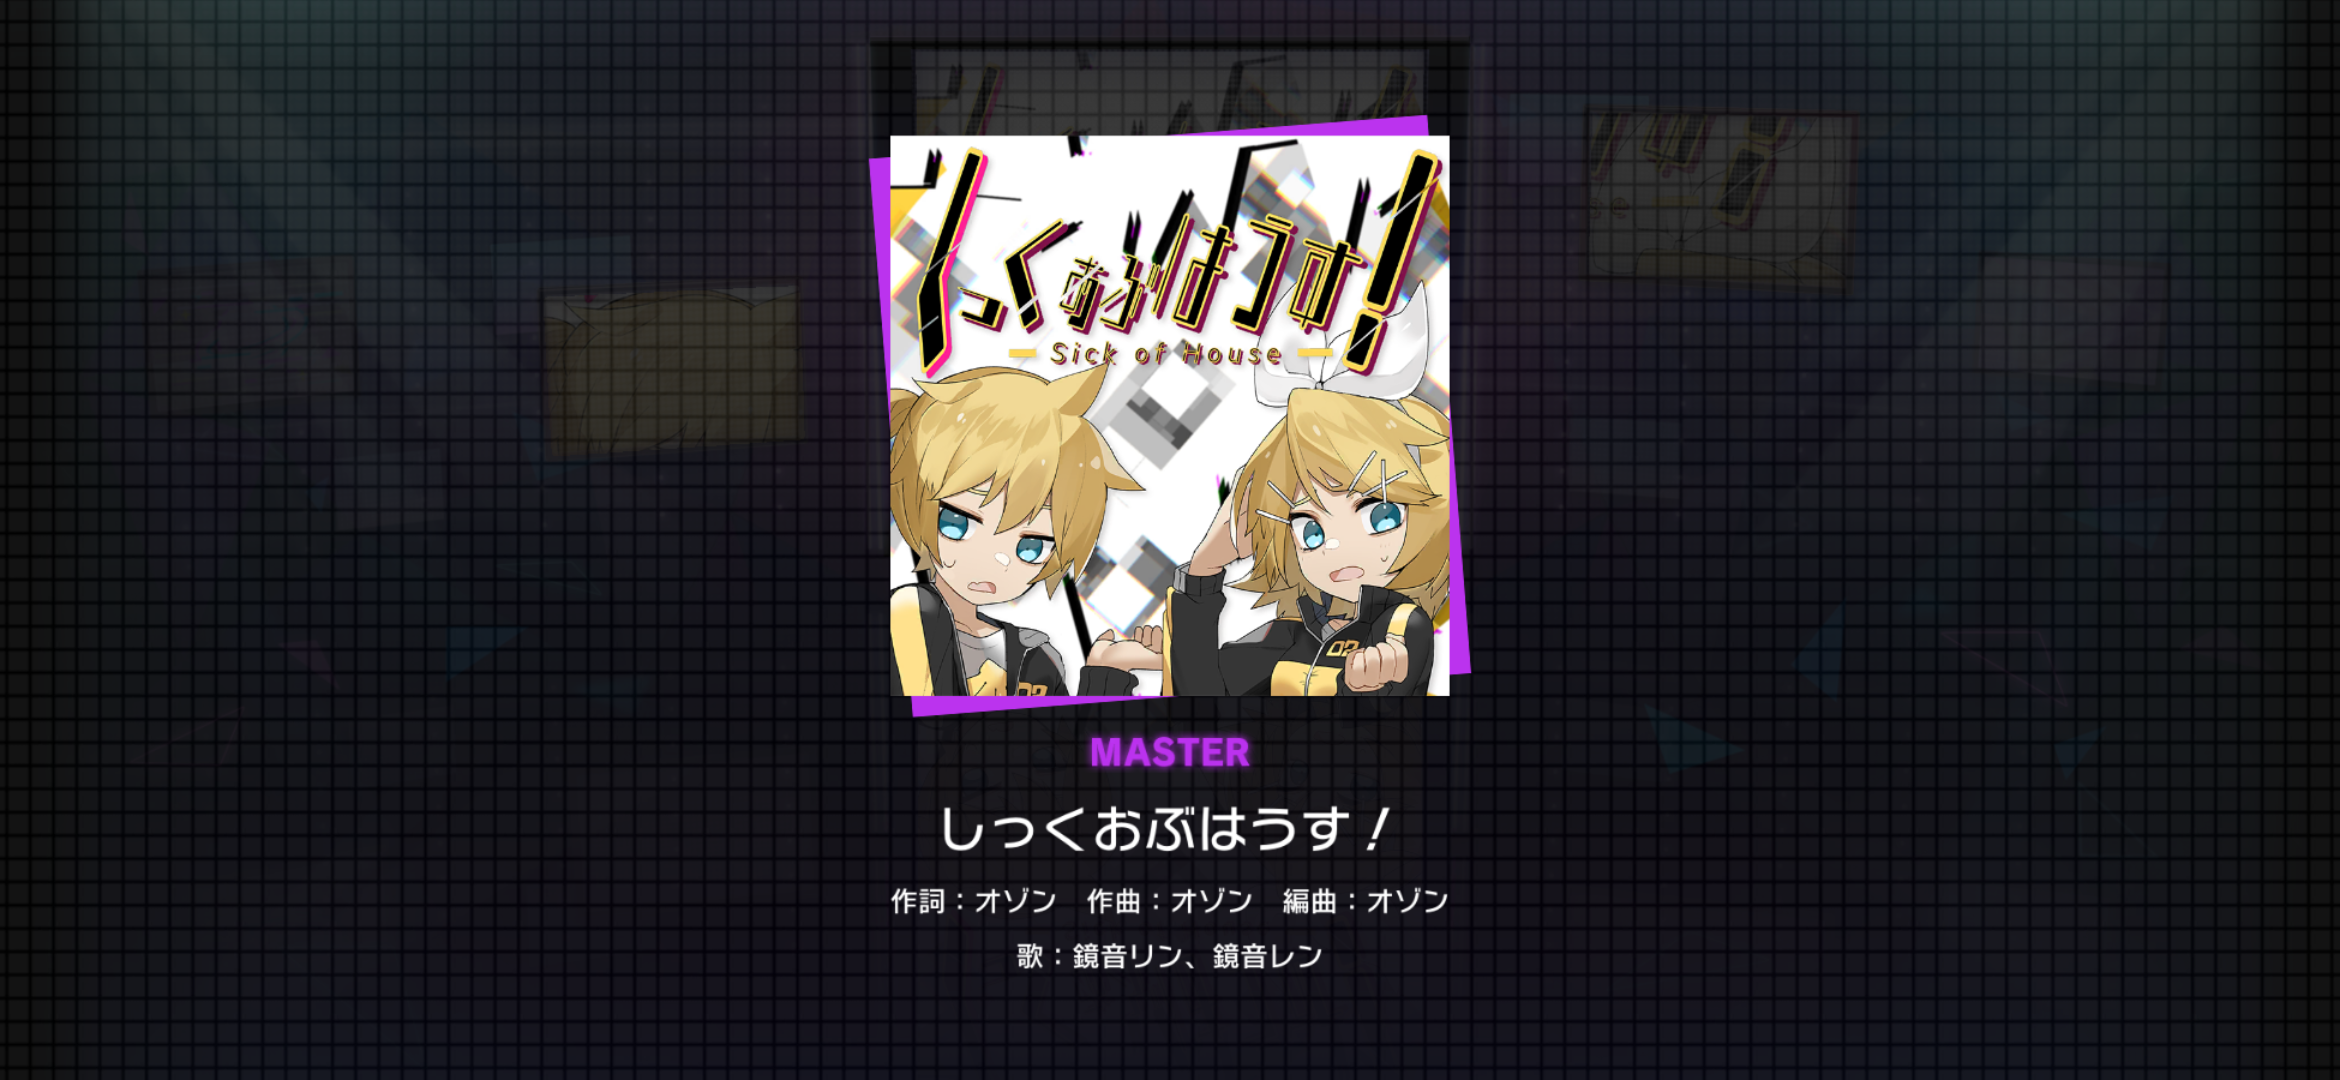 しっくおぶはうす!
Sick of House
02
02
MASTER
しっくおぶはうす！
作詞：オゾン　作曲：オゾン　編曲：オゾン
歌：鏡音リン、鏡音レン